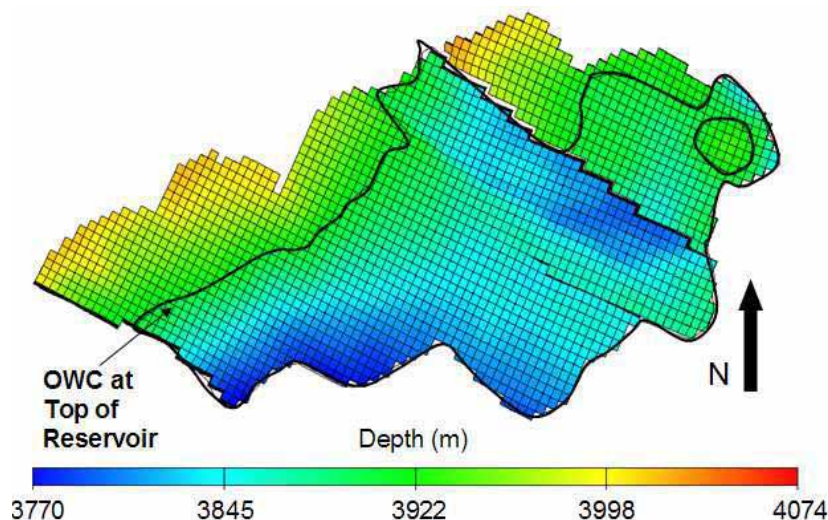 N
OWC at
Top of
Reservoir
Depth (m)
3770 3845 3922 3998 4074